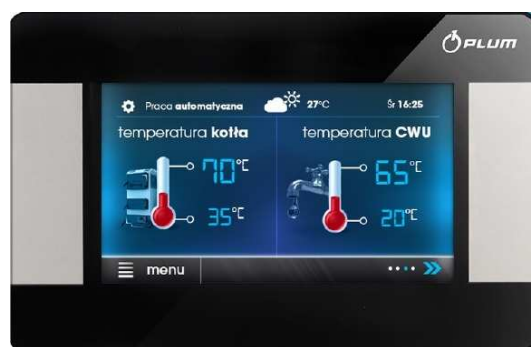 PLUM
Praca automatyczna 27°C Śr 16:25
temperatura kotła temperatura CWU
70°C 65°C
35°C 20°C
menu